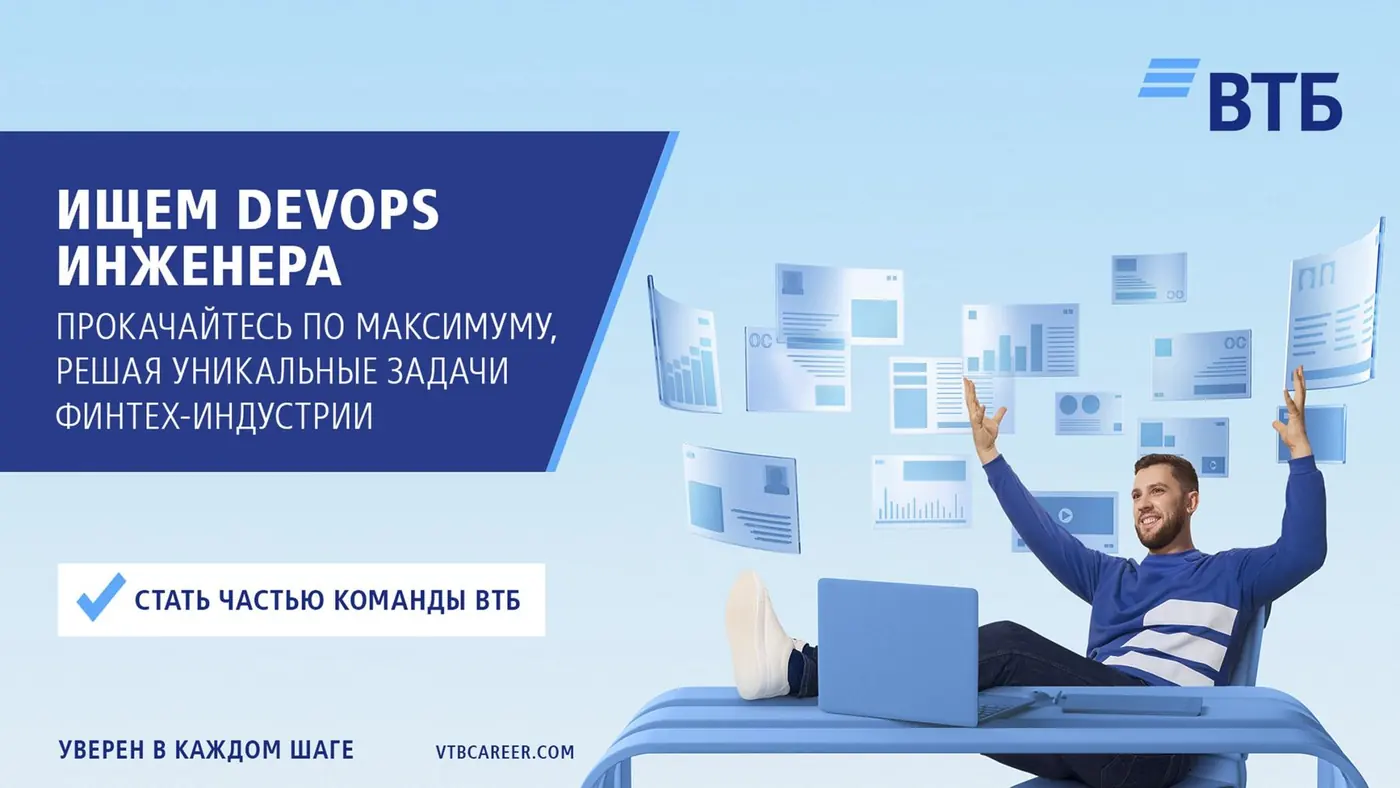 ВТБ
ИЩЕМ DEVOPS
ИНЖЕНЕРА
ПРОКАЧАЙТЕСЬ ПО МАКСИМУМУ,
РЕШАЯ УНИКАЛЬНЫЕ ЗАДАЧИ
ФИНТЕХ-ИНДУСТРИИ
СТАТЬ ЧАСТЬЮ КОМАНДЫ ВТБ
УВЕРЕН В КАЖДОМ ШАГЕ
VTBCAREER.COM